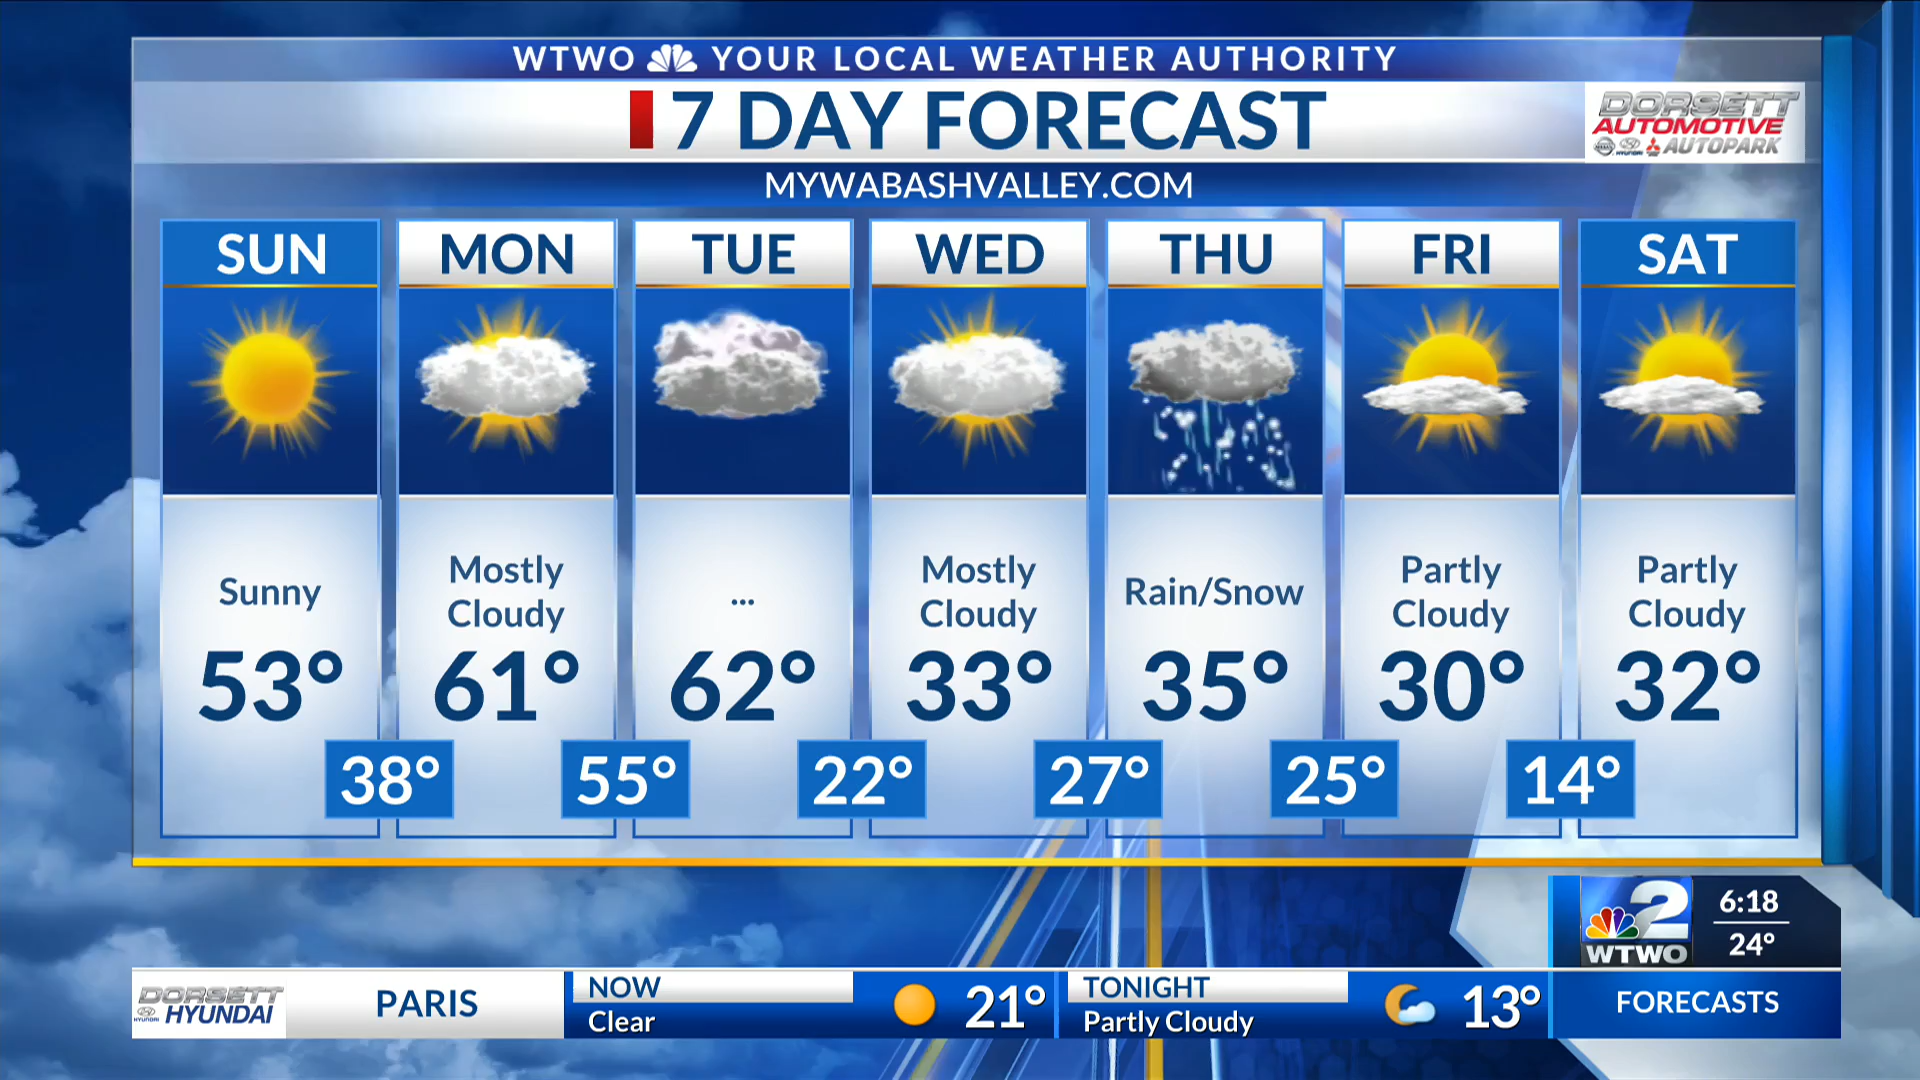 WTWO YOUR LOCAL WEATHER AUTHORITY
7 DAY FORECAST
DORSETT
AUTOMOTIVE
NISSAN HYUNDAI AUTOPARK
MYWABASHVALLEY.COM
SUN MON TUE WED THU FRI SAT
Sunny
Mostly
Cloudy
...
Mostly
Cloudy
Rain/Snow
Partly
Cloudy
Partly
Cloudy
53° 61° 62° 33° 35° 30° 32°
38° 55° 22° 27° 25° 14°
2
WTWO
6:18
24°
DORSETT
HYUNDAI HYUNDAI
PARIS
NOW
Clear
21°
TONIGHT
Partly Cloudy
13°
FORECASTS